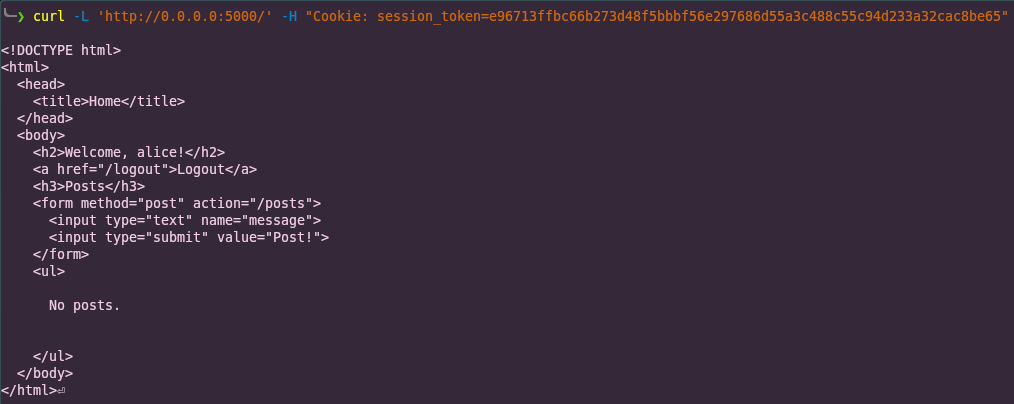 ╰─❯ curl -L 'http://0.0.0.0:5000/' -H "Cookie: session_token=e96713ffbc66b273d48f5bbbf56e297686d55a3c488c55c94d233a32cac8be65"
<!DOCTYPE html>
<html>
  <head>
    <title>Home</title>
  </head>
  <body>
    <h2>Welcome, alice!</h2>
    <a href="/logout">Logout</a>
    <h3>Posts</h3>
    <form method="post" action="/posts">
      <input type="text" name="message">
      <input type="submit" value="Post!">
    </form>
    <ul>
      No posts.
    </ul>
  </body>
</html>⏎